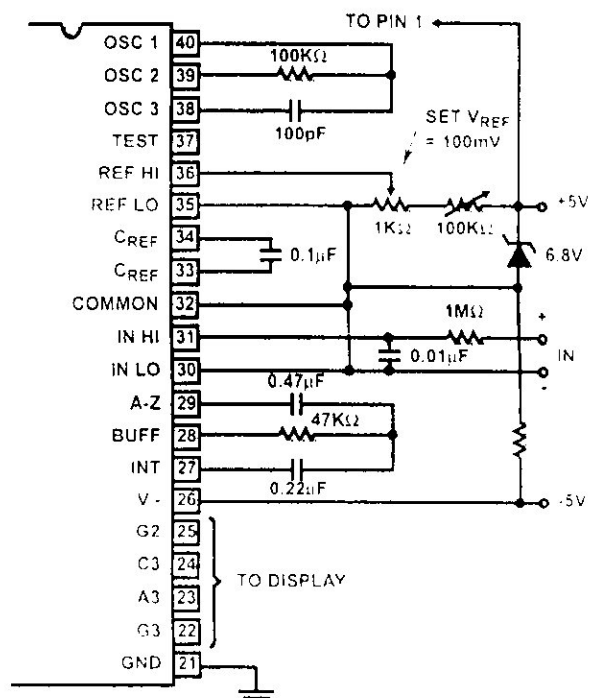 TO PIN 1
OSC 1 40
100KΩ
OSC 2 39
OSC 3 38
100pF
SET VREF
= 100mV
TEST 37
REF HI 36
REF LO 35
1KΩ
100KΩ
+5V
CREF 34
0.1µF
6.8V
CREF 33
COMMON 32
1MΩ
+
IN HI 31
0.01µF
IN
IN LO 30
-
0.47µF
A-Z 29
47KΩ
BUFF 28
INT 27
0.22µF
V - 26
-5V
G2 25
C3 24
TO DISPLAY
A3 23
G3 22
GND 21